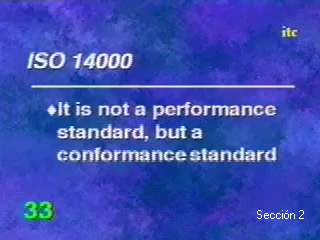 itc
ISO 14000
♦It is not a performance
standard, but a
conformance standard
33
Sección 2